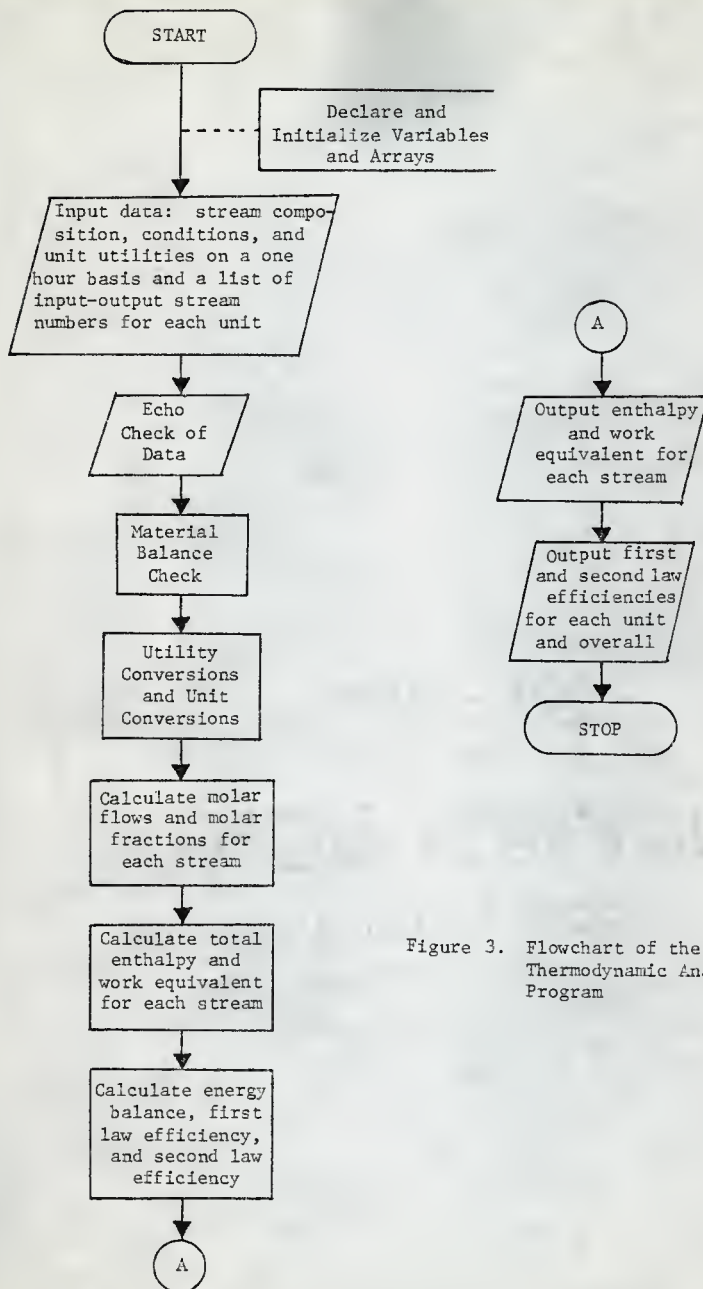 START
Declare and
Initialize Variables
and Arrays
Input data: stream compo-
sition, conditions, and
unit utilities on a one
hour basis and a list of
input-output stream
numbers for each unit
Echo
Check of
Data
Material
Balance
Check
Utility
Conversions
and Unit
Conversions
Calculate molar
flows and molar
fractions for
each stream
Calculate total
enthalpy and
work equivalent
for each stream
Calculate energy
balance, first
law efficiency,
and second law
efficiency
A
A
Output enthalpy
and work
equivalent for
each stream
Output first
and second law
efficiencies
for each unit
and overall
STOP
Figure 3. Flowchart of the
Thermodynamic
Program